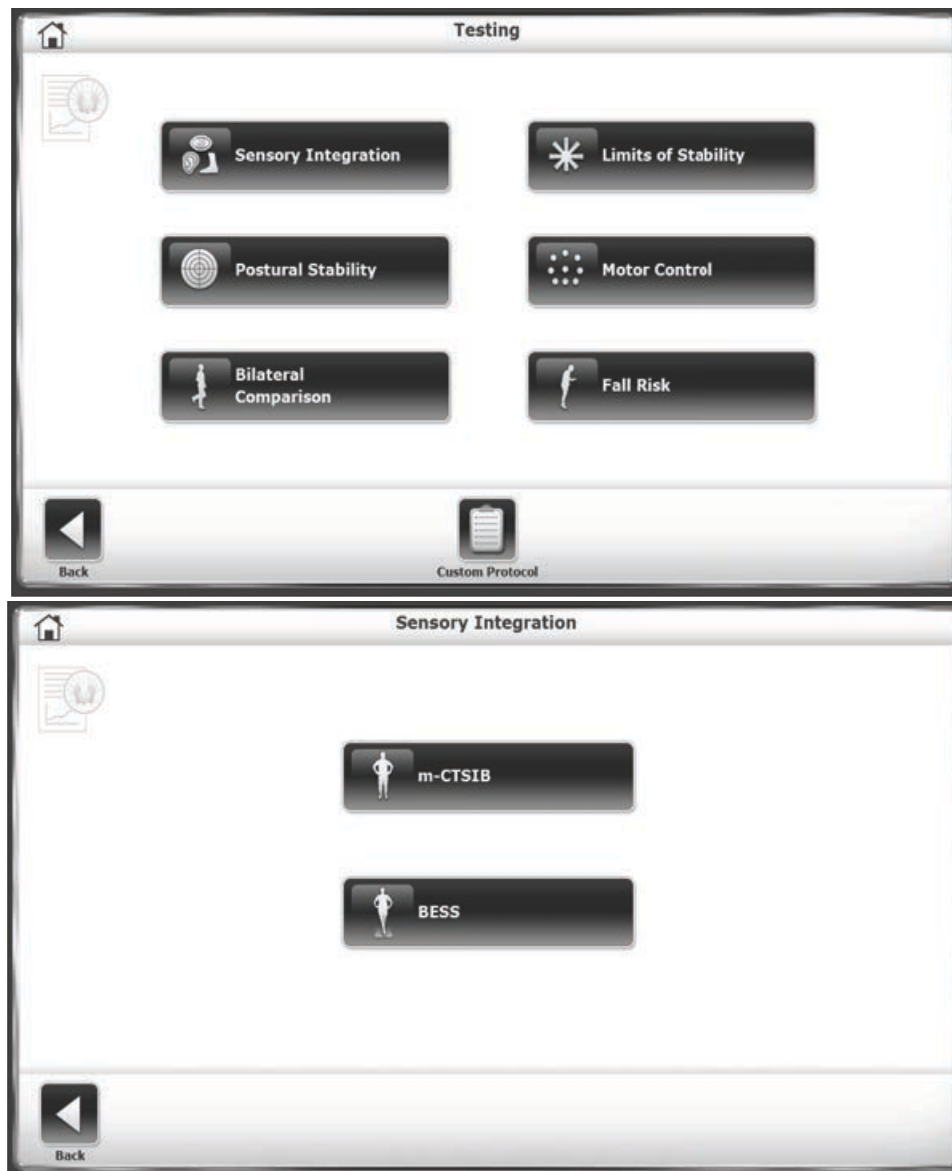 Testing
Sensory Integration
Limits of Stability
Postural Stability
Motor Control
Bilateral
Comparison
Fall Risk
Back
Custom Protocol
Sensory Integration
m-CTSIB
BESS
Back